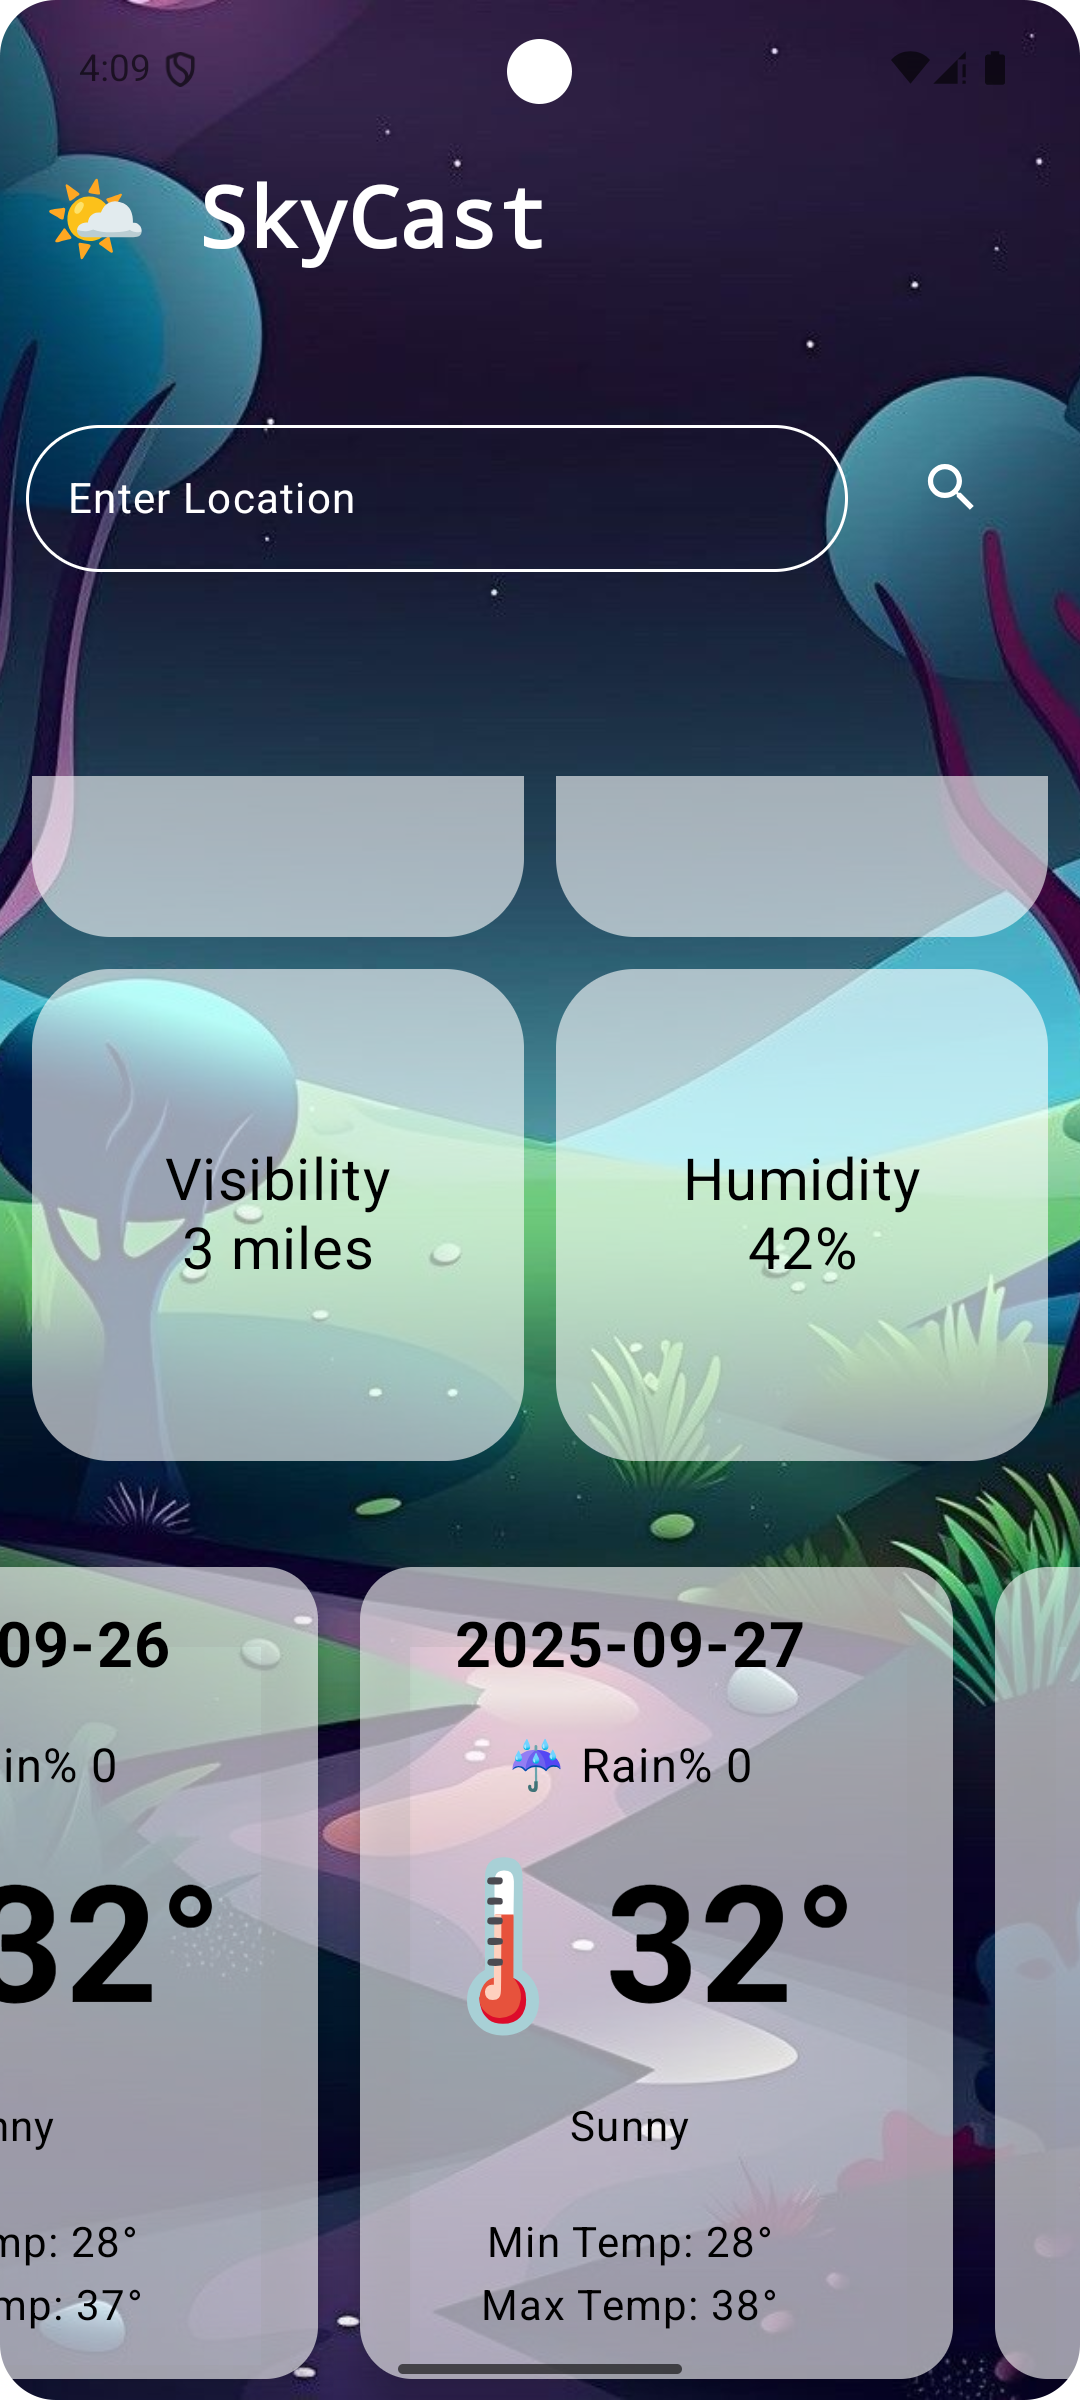 4:09
SkyCast
Enter Location
Visibility
3 miles
Humidity
42%
09-26
in% 0
32°
nny
mp: 28°
mp: 37°
2025-09-27
Rain% 0
32°
Sunny
Min Temp: 28°
Max Temp: 38°